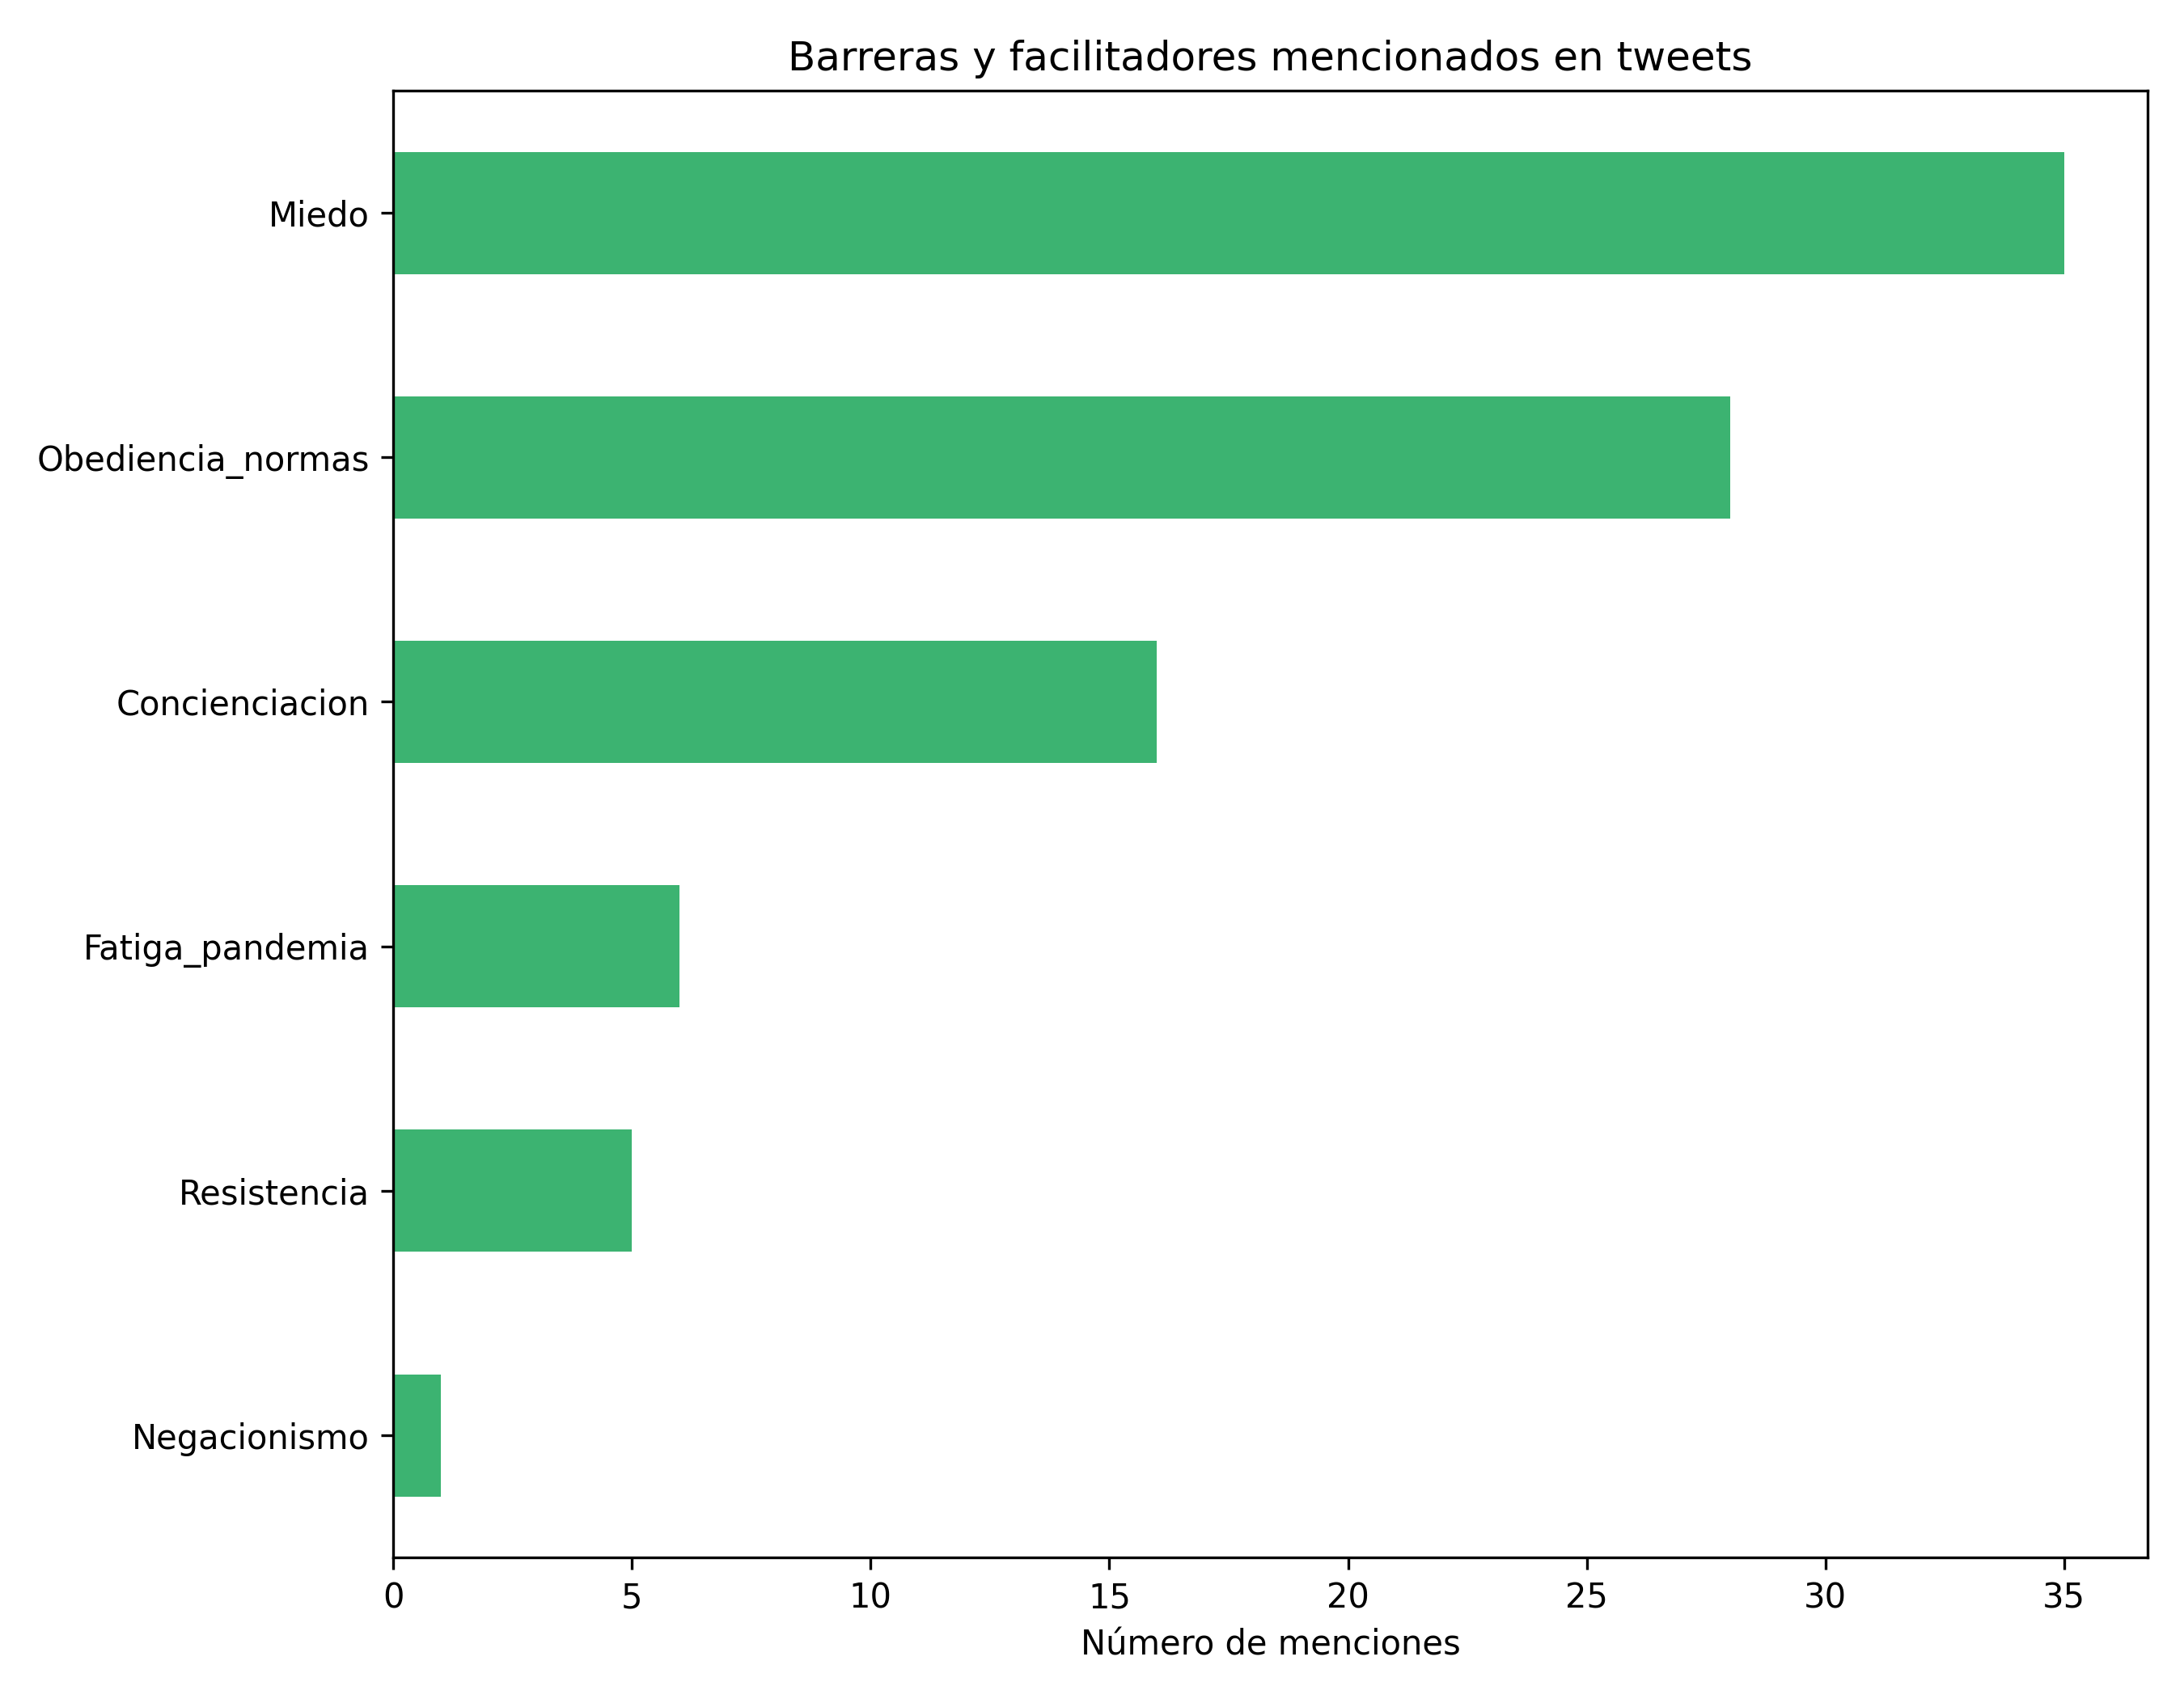 Barreras y facilitadores mencionados en tweets
Miedo
Obediencia_normas
Concienciacion
Fatiga_pandemia
Resistencia
Negacionismo
0 5 10 15 20 25 30 35
Número de menciones